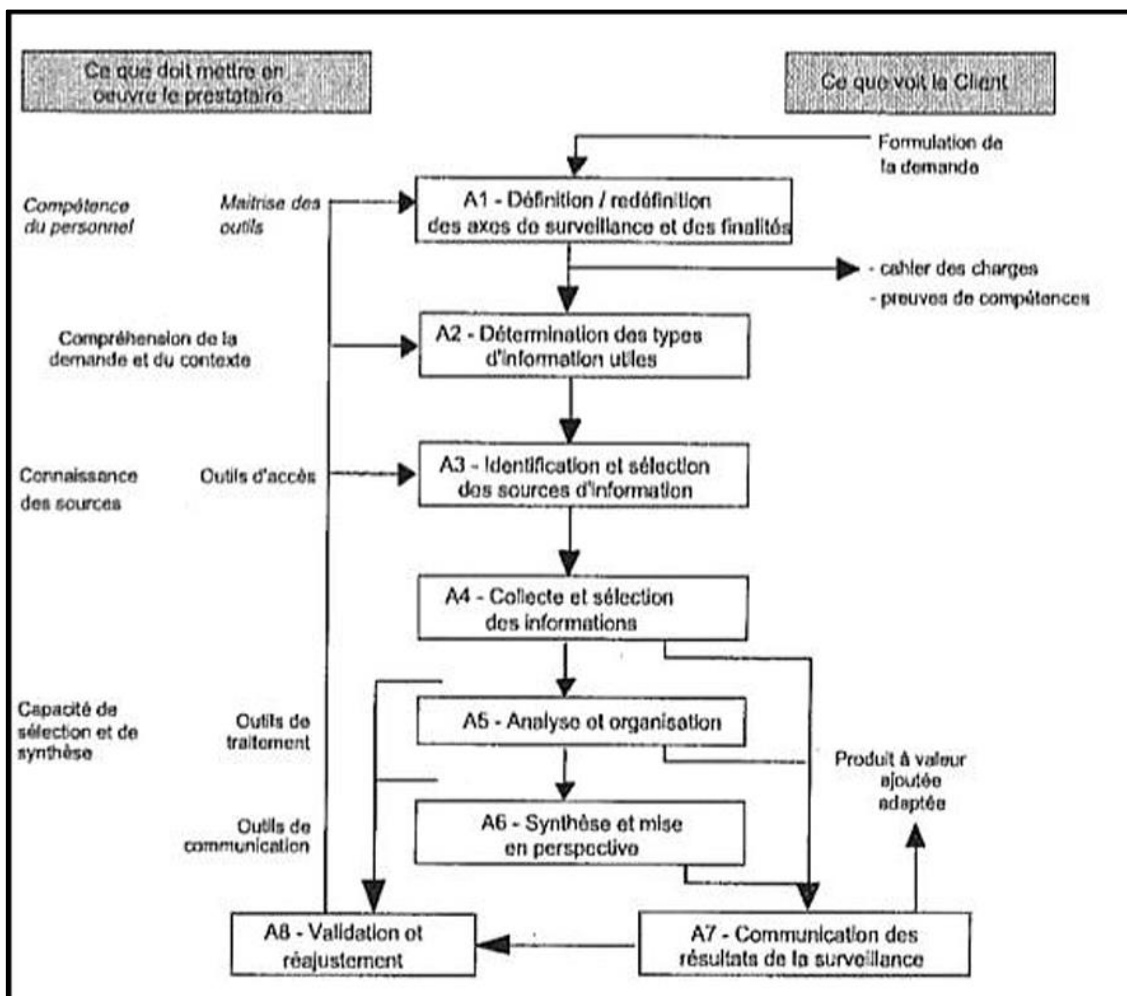 Ce que doit mettre en
oeuvre le prestataire
Ce que voit le Client
Formulation de
la demande
Compétence
du personnel
Maitrise des
outils
A1 - Définition / redéfinition
des axes de surveillance et des finalités
- cahier des charges
- preuves de compétences
Compréhension de la
demande et du contexte
A2 - Détermination des types
d'information utiles
Connaissance
des sources
Outils d'accès
A3 - Identification et sélection
des sources d'information
A4 - Collecte et sélection
des informations
Capacité de
sélection et de
synthèse
Outils de
traitement
A5 - Analyse et organisation
Produit à valeur
ajoutée
adaptée
Outils de
communication
A6 - Synthèse et mise
en perspective
A8 - Validation et
réajustement
A7 - Communication des
résultats de la surveillance